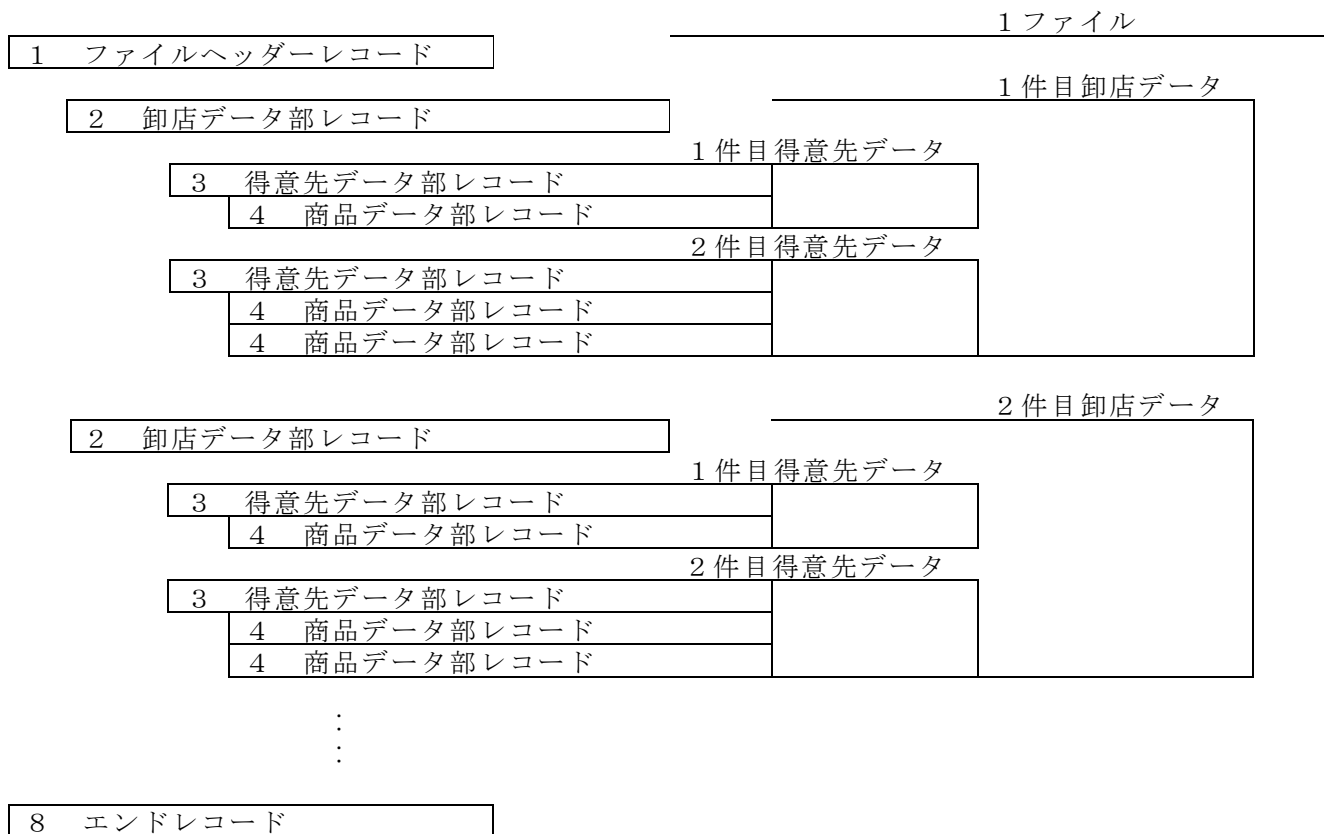 １ファイル
１　ファイルヘッダーレコード
１件目卸店データ
２　卸店データ部レコード
１件目得意先データ
３　得意先データ部レコード
４　商品データ部レコード
２件目得意先データ
３　得意先データ部レコード
４　商品データ部レコード
４　商品データ部レコード
２件目卸店データ
２　卸店データ部レコード
１件目得意先データ
３　得意先データ部レコード
４　商品データ部レコード
２件目得意先データ
３　得意先データ部レコード
４　商品データ部レコード
４　商品データ部レコード
：
：
８　エンドレコード